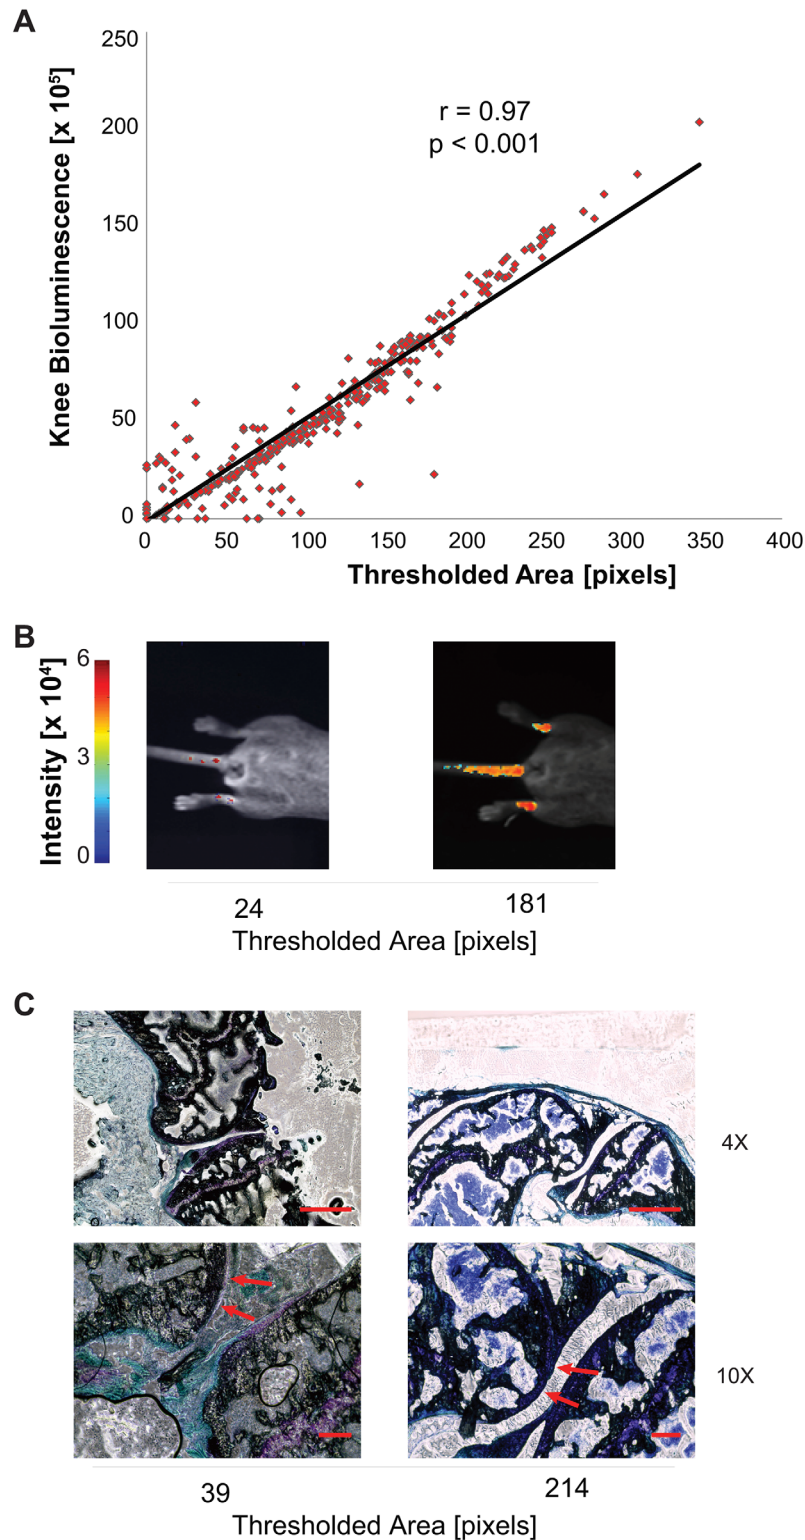 A
Knee Bioluminescence [x 10⁵]
250
200
150
100
50
0
r = 0.97
p < 0.001
0 50 100 150 200 250 300 350 400
Thresholded Area [pixels]
B
Intensity [x 10⁴]
6
3
0
24 181
Thresholded Area [pixels]
C
4X
10X
39 214
Thresholded Area [pixels]